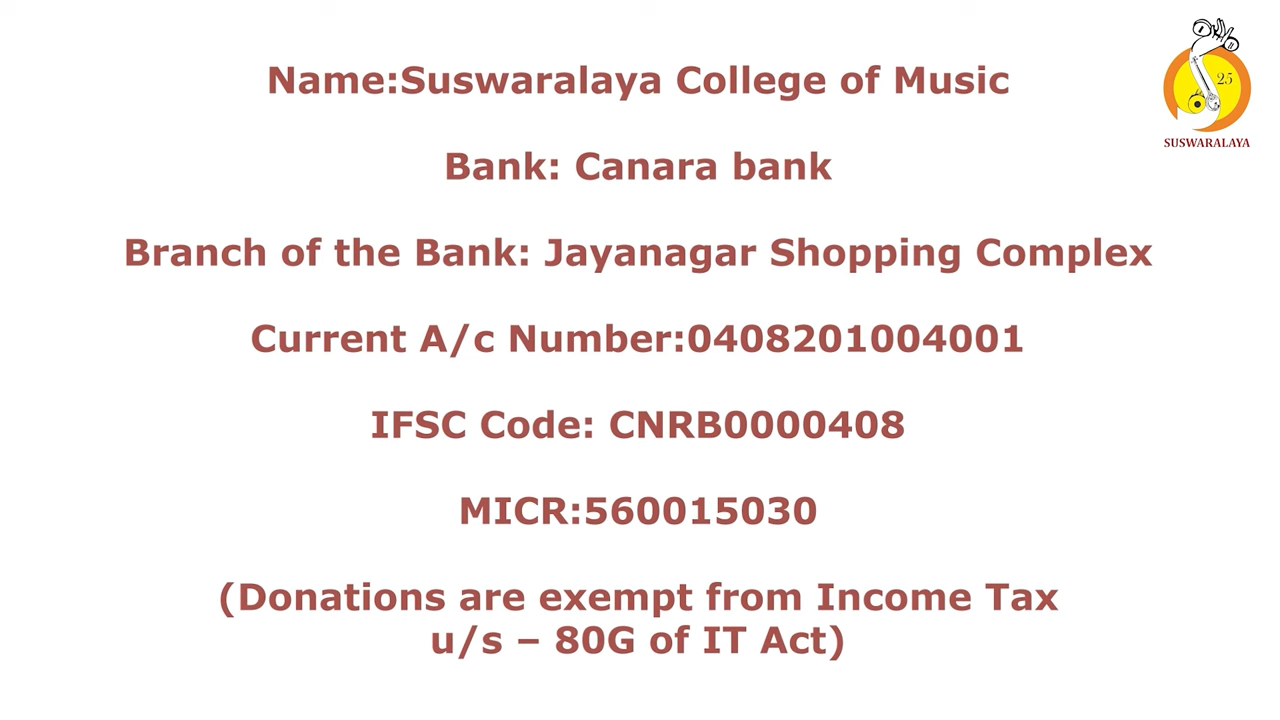 Name:Suswaralaya College of Music
25
SUSWARALAYA
Bank: Canara bank
Branch of the Bank: Jayanagar Shopping Complex
Current A/c Number:0408201004001
IFSC Code: CNRB0000408
MICR:560015030
(Donations are exempt from Income Tax
u/s – 80G of IT Act)